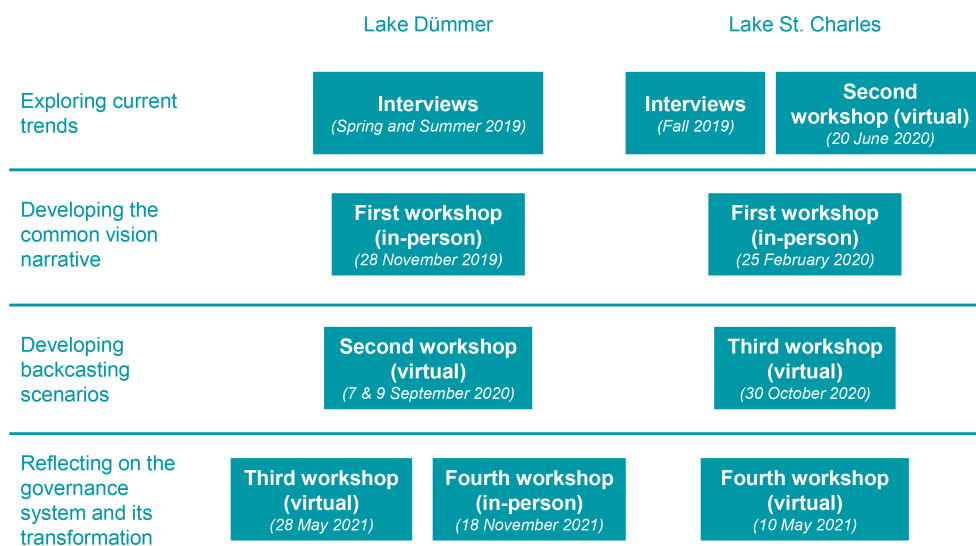 Lake Dümmer
Lake St. Charles
Exploring current
trends
Interviews
(Spring and Summer 2019)
Interviews
(Fall 2019)
Second
workshop (virtual)
(20 June 2020)
Developing the
common vision
narrative
First workshop
(in-person)
(28 November 2019)
First workshop
(in-person)
(25 February 2020)
Developing
backcasting
scenarios
Second workshop
(virtual)
(7 & 9 September 2020)
Third workshop
(virtual)
(30 October 2020)
Reflecting on the
governance
system and its
transformation
Third workshop
(virtual)
(28 May 2021)
Fourth workshop
(in-person)
(18 November 2021)
Fourth workshop
(virtual)
(10 May 2021)